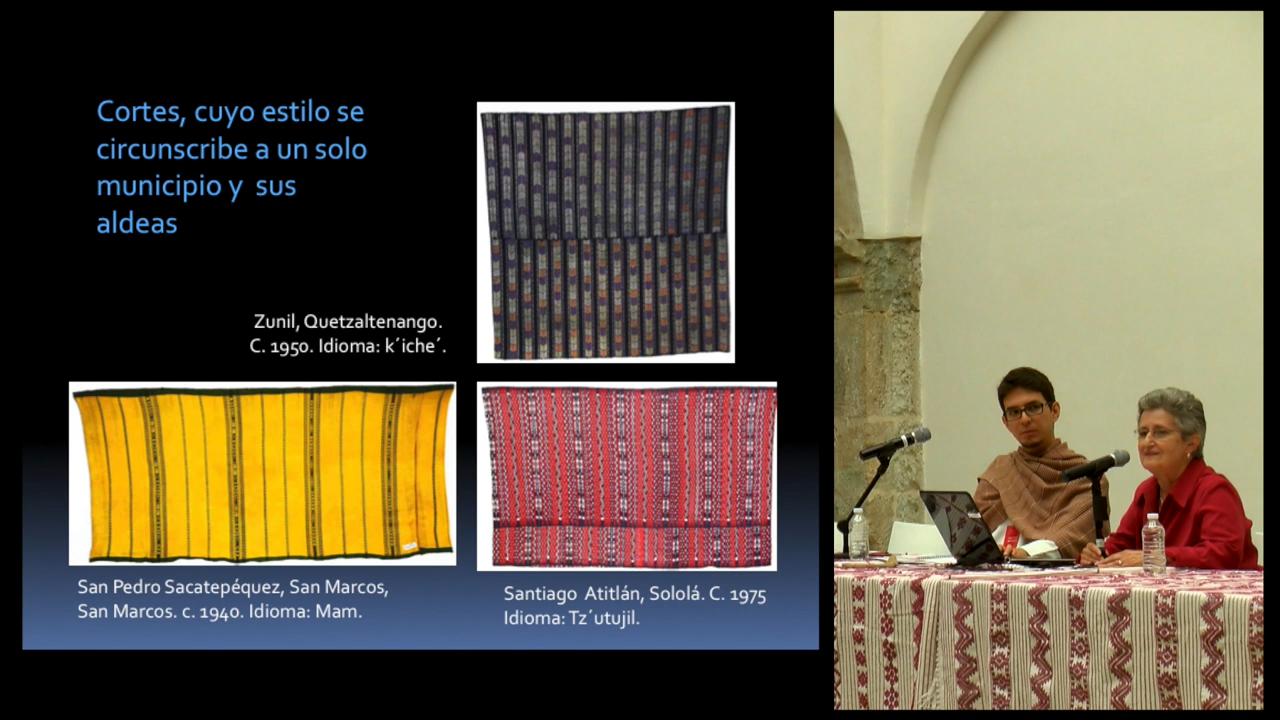 Cortes, cuyo estilo se
circunscribe a un solo
municipio y sus
aldeas
Zunil, Quetzaltenango.
C. 1950. Idioma: k´iche´.
San Pedro Sacatepéquez, San Marcos,
San Marcos. c. 1940. Idioma: Mam.
Santiago Atitlán, Sololá. C. 1975
Idioma: Tz´utujil.